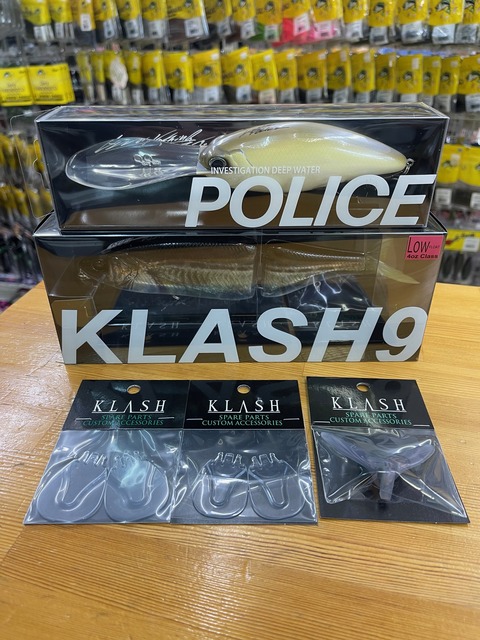 INVESTIGATION DEEP WATER
POLICE
LOW
4oz Class
KLASH9
KLASH
SPARE PARTS
CUSTOM ACCESSORIES
KLASH
SPARE PARTS
CUSTOM ACCESSORIES
KLASH
SPARE PARTS
CUSTOM ACCESSORIES